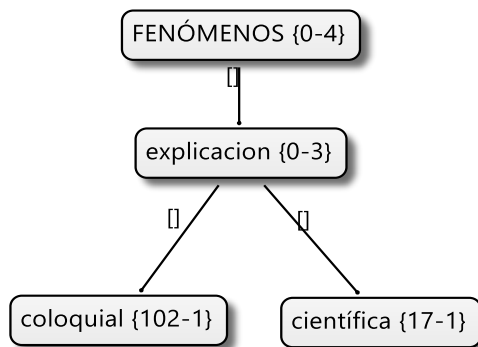 FENÓMENOS {0-4}
[]
explicacion {0-3}
[]
[]
coloquial {102-1}
científica {17-1}